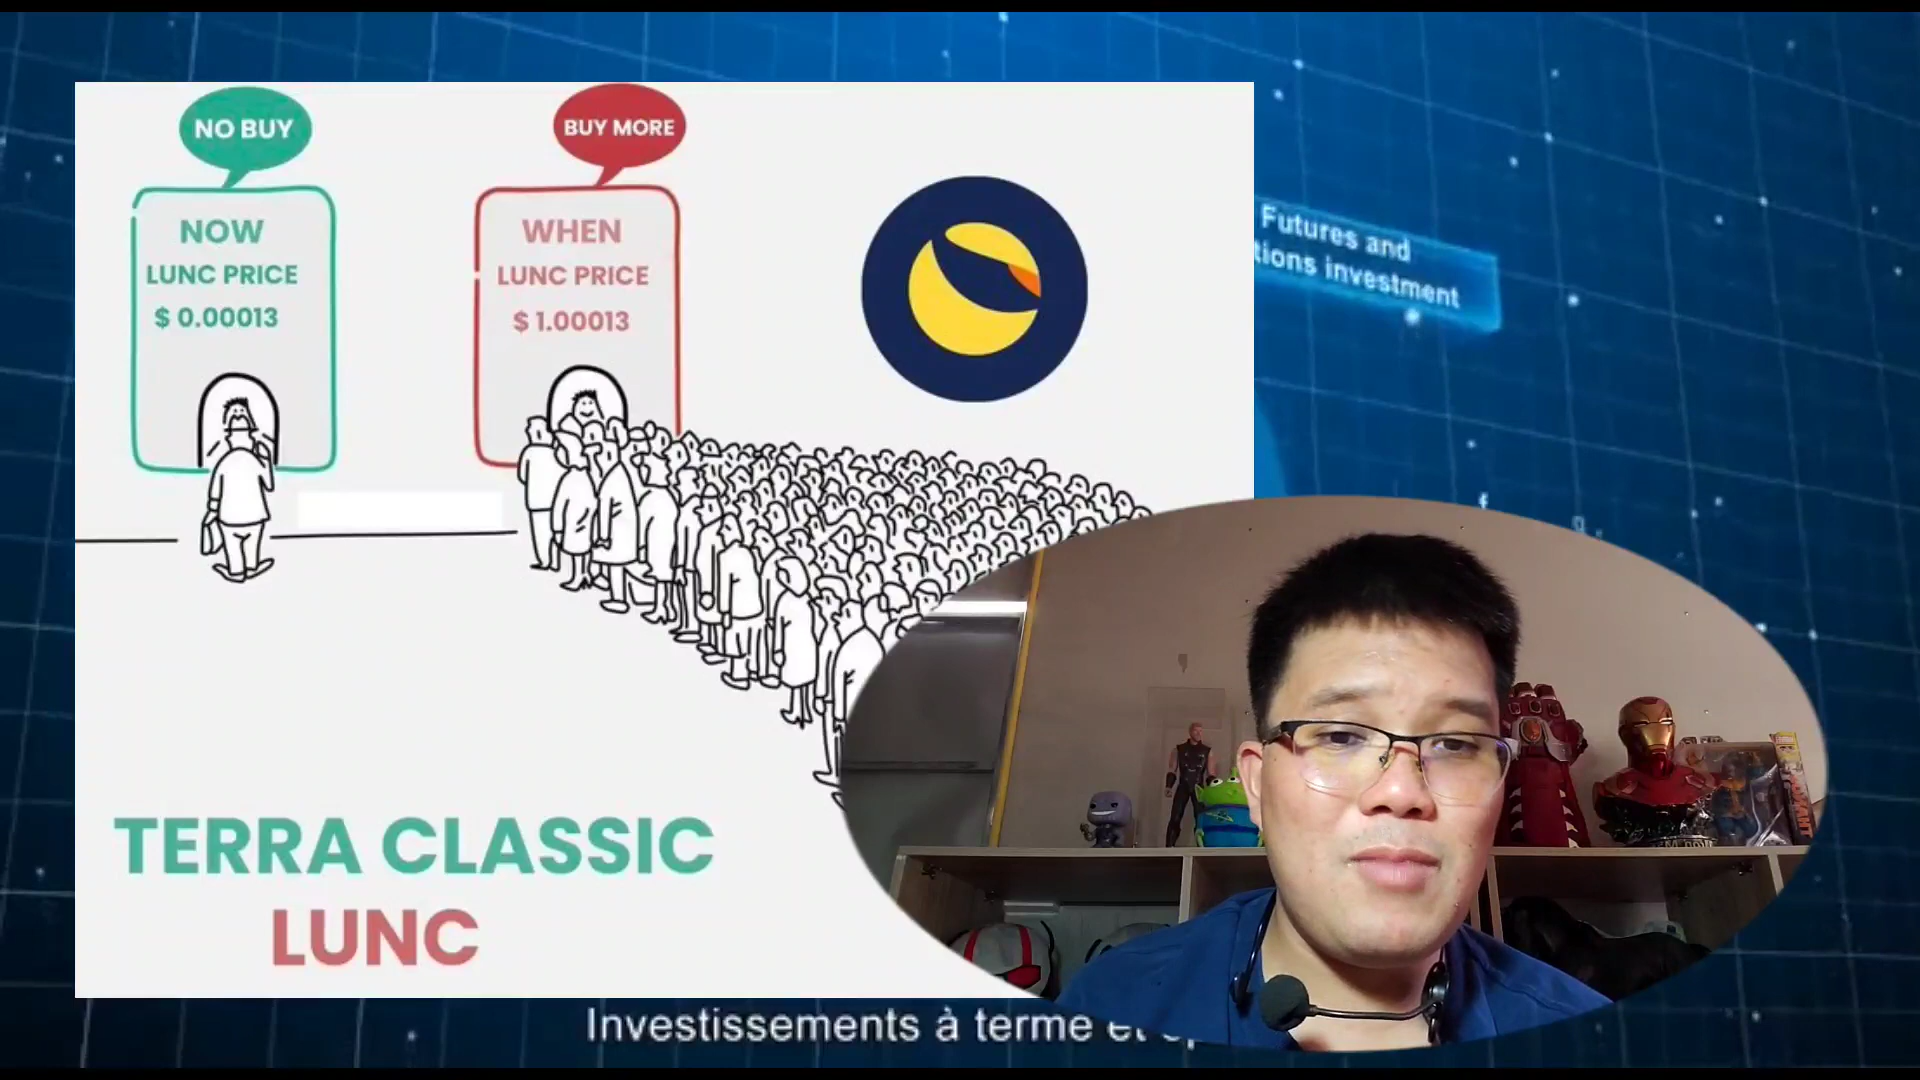 NO BUY
BUY MORE
NOW
LUNC PRICE
$ 0.00013
WHEN
LUNC PRICE
$ 1.00013
Futures and
investment
TERRA CLASSIC
LUNC
Investissements à terme et